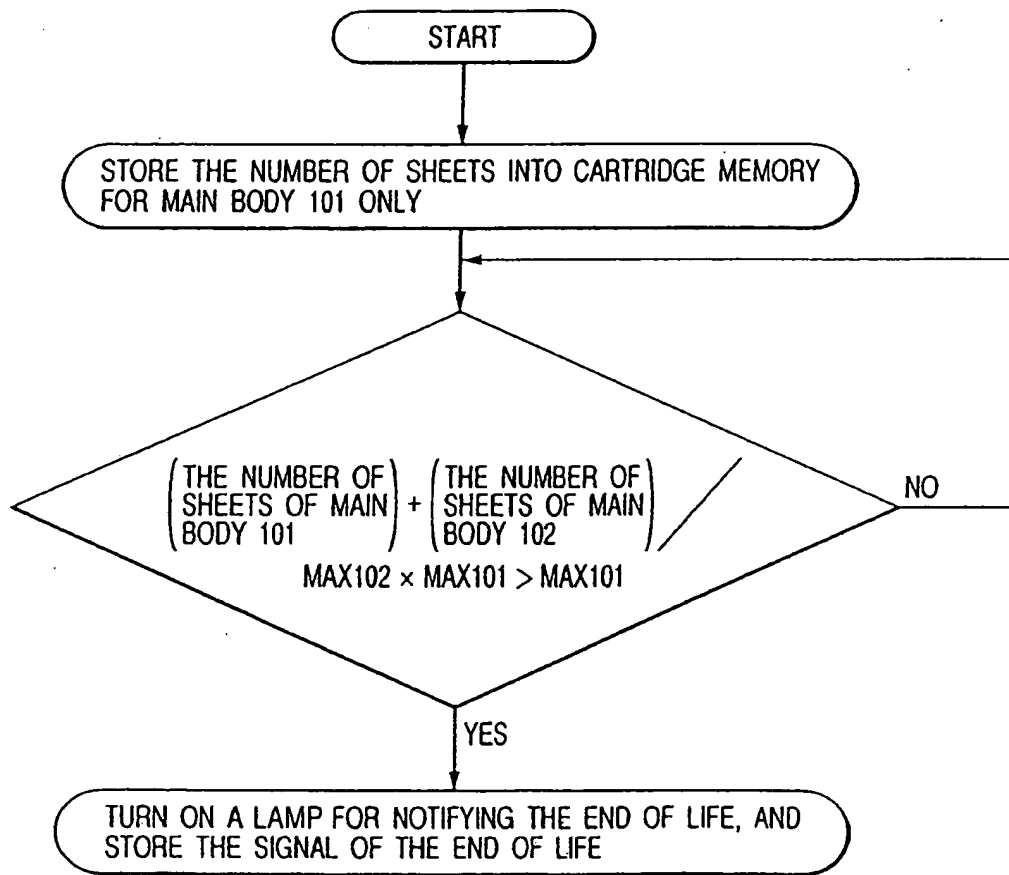 START
STORE THE NUMBER OF SHEETS INTO CARTRIDGE MEMORY
FOR MAIN BODY 101 ONLY
(THE NUMBER OF SHEETS OF MAIN BODY 101) + (THE NUMBER OF SHEETS OF MAIN BODY 102) /
MAX102 × MAX101 > MAX101
NO
YES
TURN ON A LAMP FOR NOTIFYING THE END OF LIFE, AND
STORE THE SIGNAL OF THE END OF LIFE